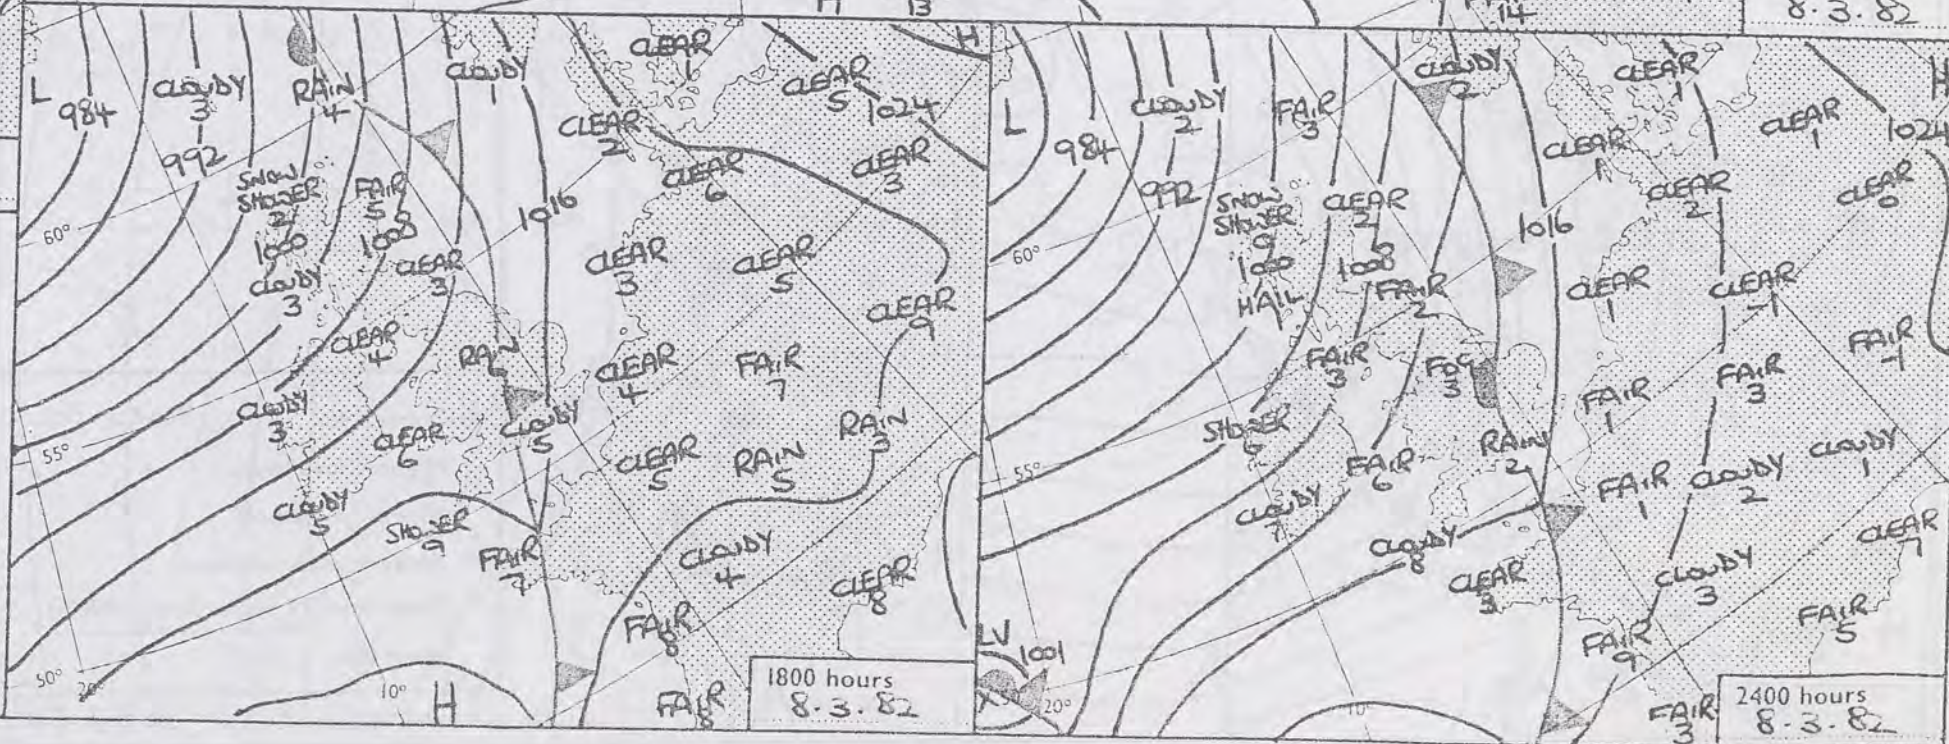 13
14
8.3.82
L
984
CLOUDY
3
992
RAIN
4
CLOUDY
1
CLEAR
1
CLEAR
5
H
1024
CLEAR
2
CLEAR
6
CLEAR
3
SNOW
SHOWER
2
FAIR
5
1000
1008
1016
60°
CLOUDY
3
CLEAR
3
CLEAR
3
CLEAR
5
CLEAR
9
CLEAR
4
RAIN
6
CLEAR
4
FAIR
7
55°
CLOUDY
3
CLEAR
6
CLOUDY
5
CLEAR
5
RAIN
5
RAIN
3
CLOUDY
5
SHOWER
9
FAIR
7
CLOUDY
4
CLEAR
8
FAIR
8
50°
20°
10°
H
FAIR
8
1800 hours
8.3.82
L
984
CLOUDY
2
992
FAIR
3
CLOUDY
2
CLEAR
1
CLEAR
1
H
1024
CLEAR
1
CLEAR
2
CLEAR
0
SNOW
SHOWER
CLEAR
2
1000
1008
1016
60°
HAIL
1
FAIR
2
CLEAR
1
CLEAR
-1
FAIR
3
FOG
3
FAIR
1
FAIR
3
FAIR
-1
55°
SHOWER
6
FAIR
6
RAIN
2
FAIR
1
CLOUDY
2
CLOUDY
1
CLOUDY
7
CLOUDY
8
CLEAR
3
CLOUDY
3
CLEAR
7
FAIR
9
FAIR
5
LV
1001
X
20°
10°
FAIR
3
2400 hours
8.3.82